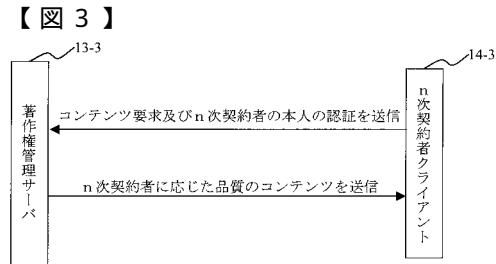 【図３】
13-3
14-3
著作権管理サーバ
コンテンツ要求及びｎ次契約者の本人の認証を送信
ｎ次契約者に応じた品質のコンテンツを送信
ｎ次契約者クライアント